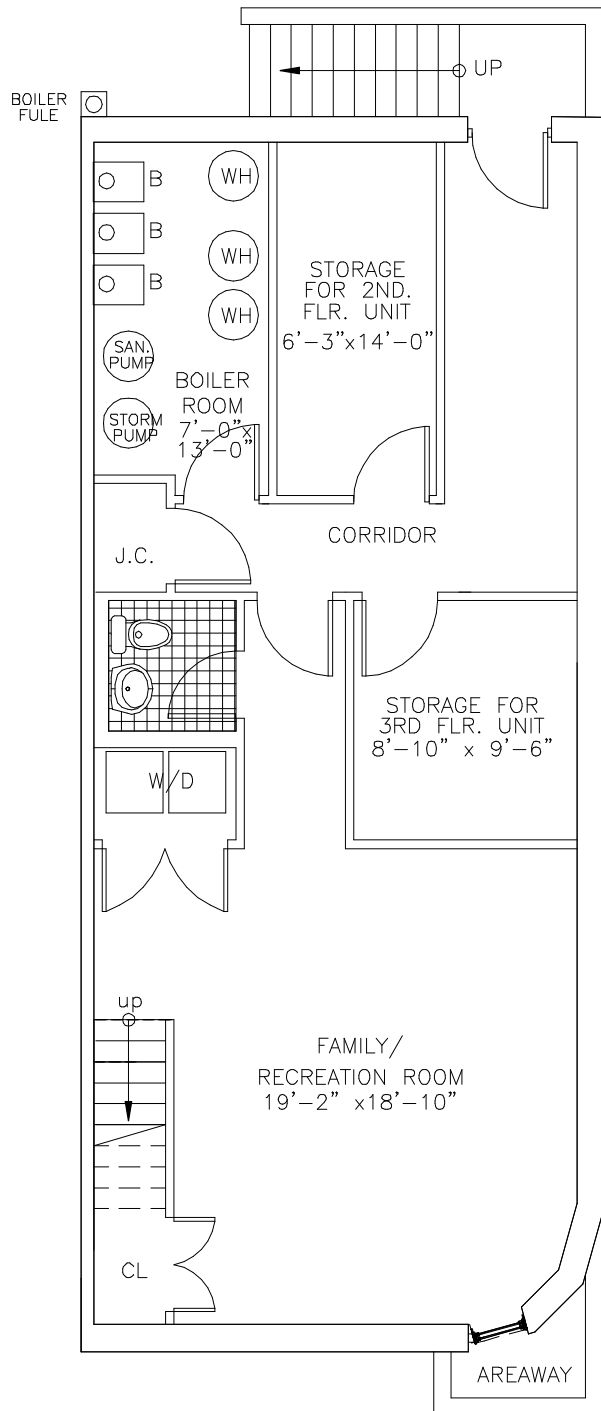 UP
BOILER
FULE
B
WH
B
WH
B
WH
STORAGE
FOR 2ND.
FLR. UNIT
6'-3"x14'-0"
SAN.
PUMP
STORM
PUMP
BOILER
ROOM
7'-0"x
13'-0"
CORRIDOR
J.C.
STORAGE FOR
3RD FLR. UNIT
8'-10" x 9'-6"
W/D
up
FAMILY/
RECREATION ROOM
19'-2" x18'-10"
CL
AREAWAY